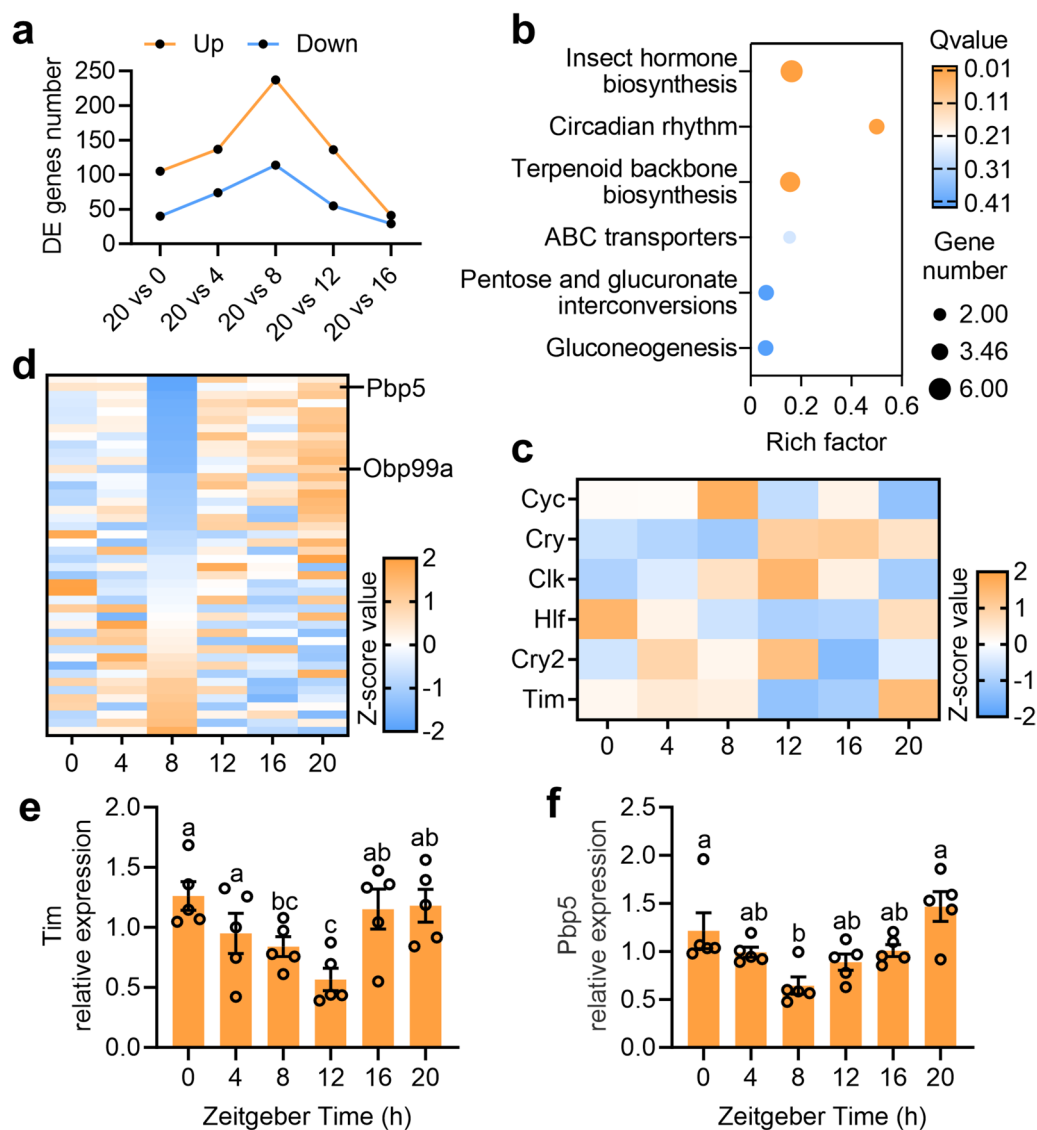 a
Up
Down
DE genes number
250
200
150
100
50
0
20 vs 0
20 vs 4
20 vs 8
20 vs 12
20 vs 16
b
Insect hormone
biosynthesis
Circadian rhythm
Terpenoid backbone
biosynthesis
ABC transporters
Pentose and glucuronate
interconversions
Gluconeogenesis
0
0.2
0.4
0.6
Rich factor
Qvalue
0.01
0.11
0.21
0.31
0.41
Gene
number
2.00
3.46
6.00
d
Pbp5
Obp99a
0
4
8
12
16
20
Z-score value
2
1
0
-1
-2
c
Cyc
Cry
Clk
Hlf
Cry2
Tim
0
4
8
12
16
20
Z-score value
2
1
0
-1
-2
e
Tim
relative expression
2.0
1.5
1.0
0.5
0.0
a
a
bc
c
ab
ab
0
4
8
12
16
20
Zeitgeber Time (h)
f
Pbp5
relative expression
2.5
2.0
1.5
1.0
0.5
0.0
a
ab
b
ab
ab
a
0
4
8
12
16
20
Zeitgeber Time (h)